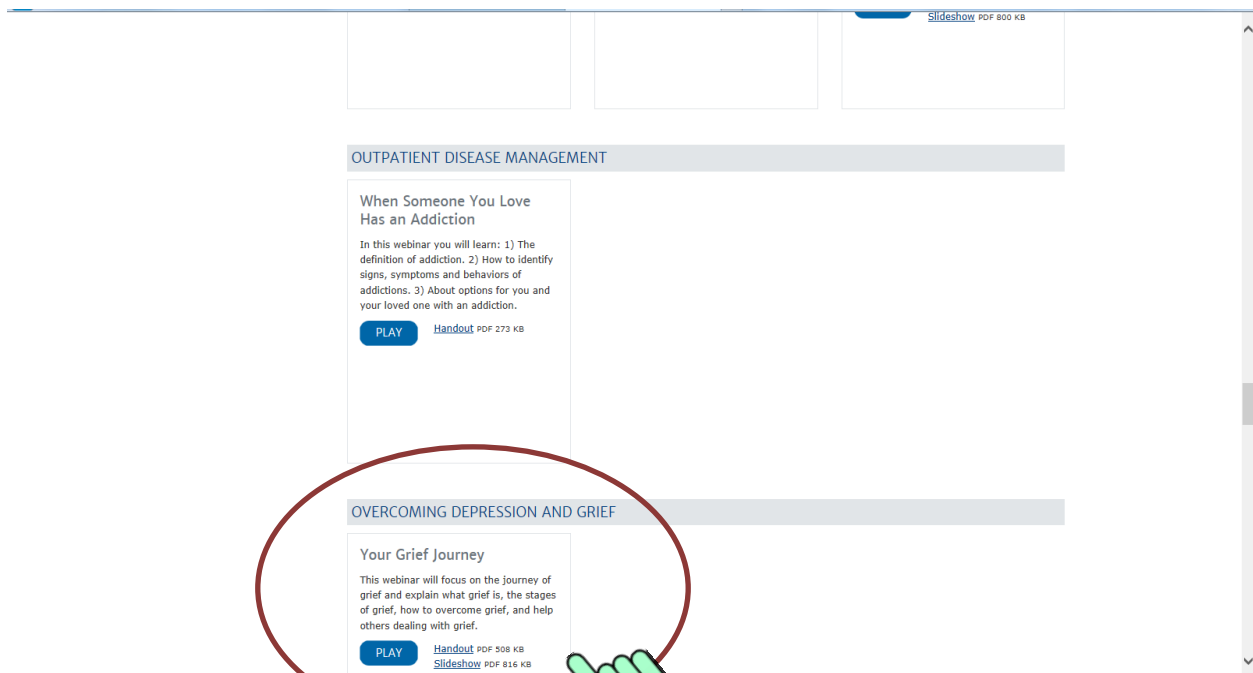 Slideshow PDF 800 KB
OUTPATIENT DISEASE MANAGEMENT
When Someone You Love
Has an Addiction
In this webinar you will learn: 1) The
definition of addiction. 2) How to identify
signs, symptoms and behaviors of
addictions. 3) About options for you and
your loved one with an addiction.
PLAY Handout PDF 273 KB
OVERCOMING DEPRESSION AND GRIEF
Your Grief Journey
This webinar will focus on the journey of
grief and explain what grief is, the stages
of grief, how to overcome grief, and help
others dealing with grief.
PLAY Handout PDF 508 KB
Slideshow PDF 816 KB